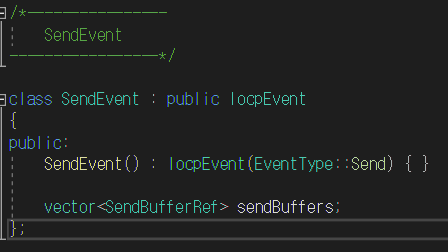 /*----------------
SendEvent
-----------------*/
class SendEvent : public IocpEvent
{
public:
SendEvent() : IocpEvent(EventType::Send) { }
vector<SendBufferRef> sendBuffers;
};